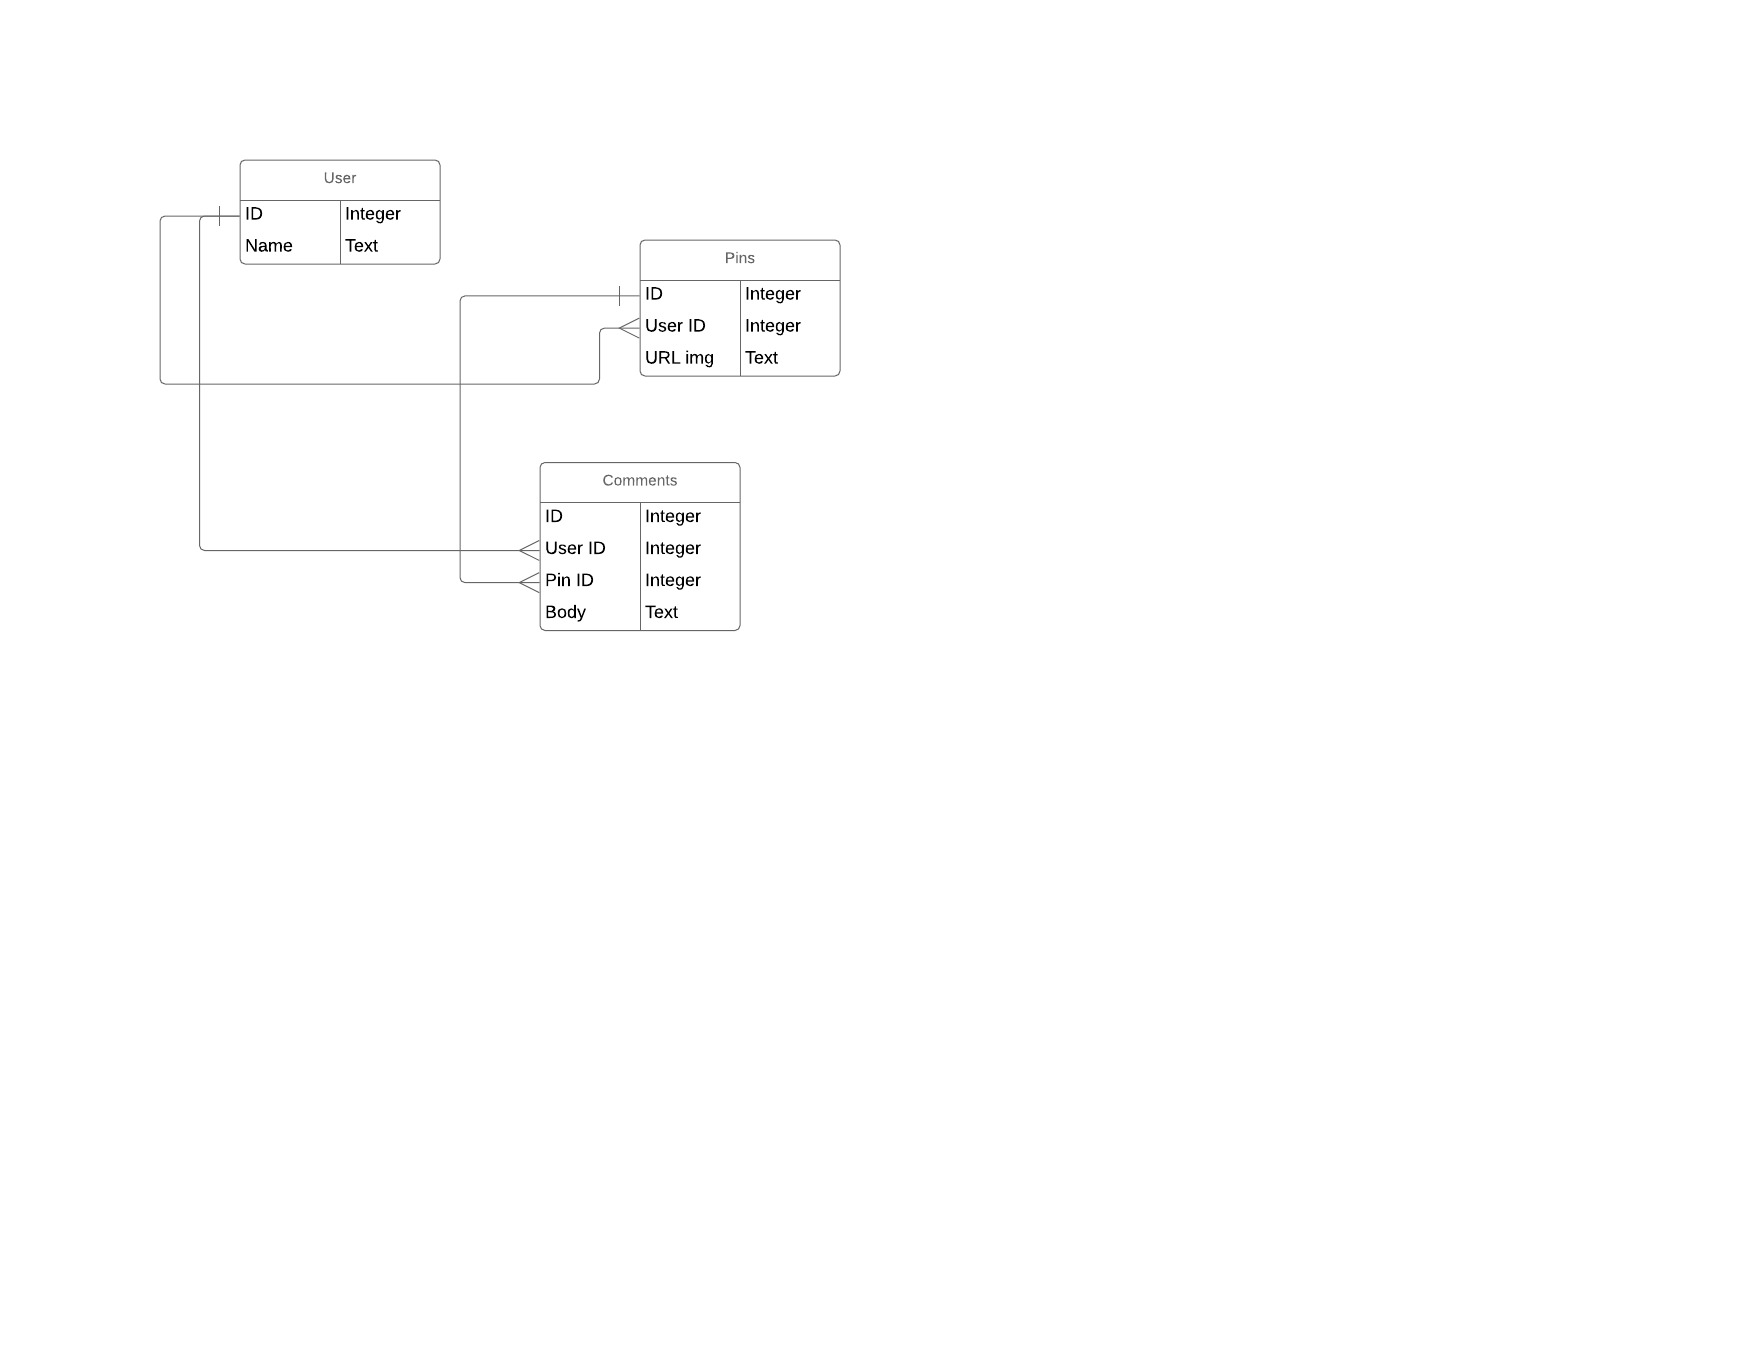 User
ID Integer
Name Text
Pins
ID Integer
User ID Integer
URL img Text
Comments
ID Integer
User ID Integer
Pin ID Integer
Body Text